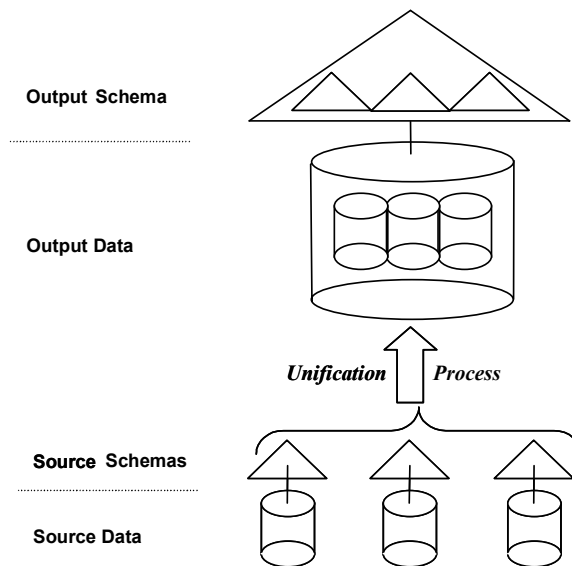 Output Schema
Output Data
Unification Process
Source Schemas
Source Data